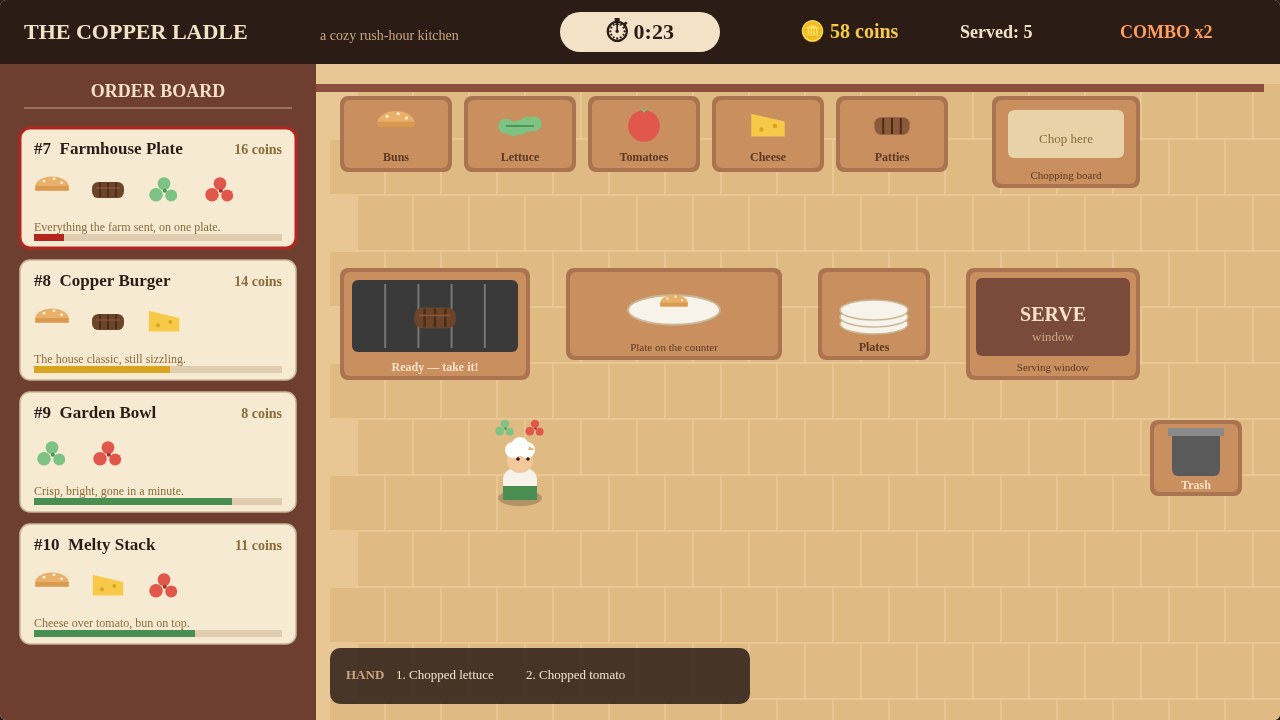 THE COPPER LADLE
a cozy rush-hour kitchen
0:23
58 coins
Served: 5
COMBO x2
ORDER BOARD
#7 Farmhouse Plate
16 coins
Everything the farm sent, on one plate.
#8 Copper Burger
14 coins
The house classic, still sizzling.
#9 Garden Bowl
8 coins
Crisp, bright, gone in a minute.
#10 Melty Stack
11 coins
Cheese over tomato, bun on top.
Buns
Lettuce
Tomatoes
Cheese
Patties
Chop here
Chopping board
Ready — take it!
Plate on the counter
Plates
SERVE
window
Serving window
Trash
HAND
1. Chopped lettuce
2. Chopped tomato